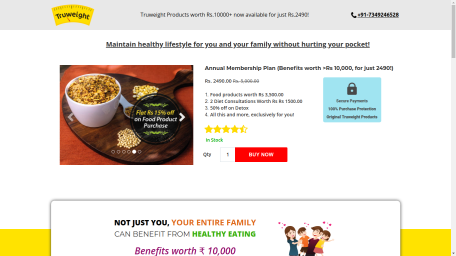 Truweight
Truweight Products worth Rs.10000+ now available for just Rs.2490!
+91-7349246528
Maintain healthy lifestyle for you and your family without hurting your pocket!
Flat Rs 15% off
on Food Product
Purchase
Annual Membership Plan (Benefits worth >Rs 10,000, for just 2490!)
Rs. 2490.00
1. Food products worth Rs 3,500.00
2. 2 Diet Consultations Worth Rs Rs 1500.00
3. 50% off on Detox
4. All this and more, exclusively for you!
In Stock
Qty 1 BUY NOW
Secure Payments
100% Purchase Protection
Original Truweight Products
NOT JUST YOU, YOUR ENTIRE FAMILY
CAN BENEFIT FROM HEALTHY EATING
Benefits worth ₹ 10,000